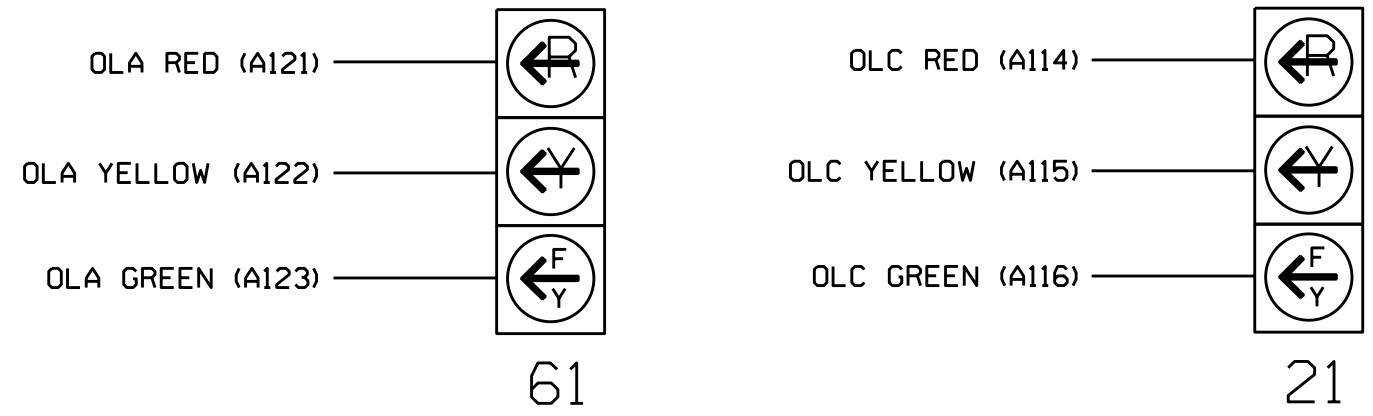 OLA RED (A121)
R
OLA YELLOW (A122)
Y
OLA GREEN (A123)
F
Y
61
OLC RED (A114)
R
OLC YELLOW (A115)
Y
OLC GREEN (A116)
F
Y
21